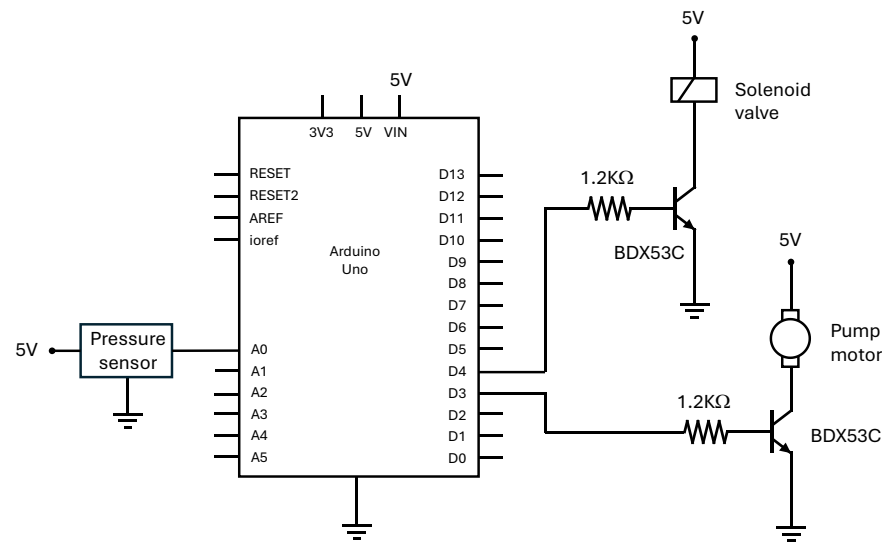 5V
Solenoid
valve
5V
3V3 5V VIN
RESET
RESET2
AREF
ioref
Arduino
Uno
D13
D12
D11
D10
D9
D8
D7
D6
D5
D4
D3
D2
D1
D0
1.2KΩ
BDX53C
5V
Pump
motor
5V
Pressure
sensor
A0
A1
A2
A3
A4
A5
1.2KΩ
BDX53C